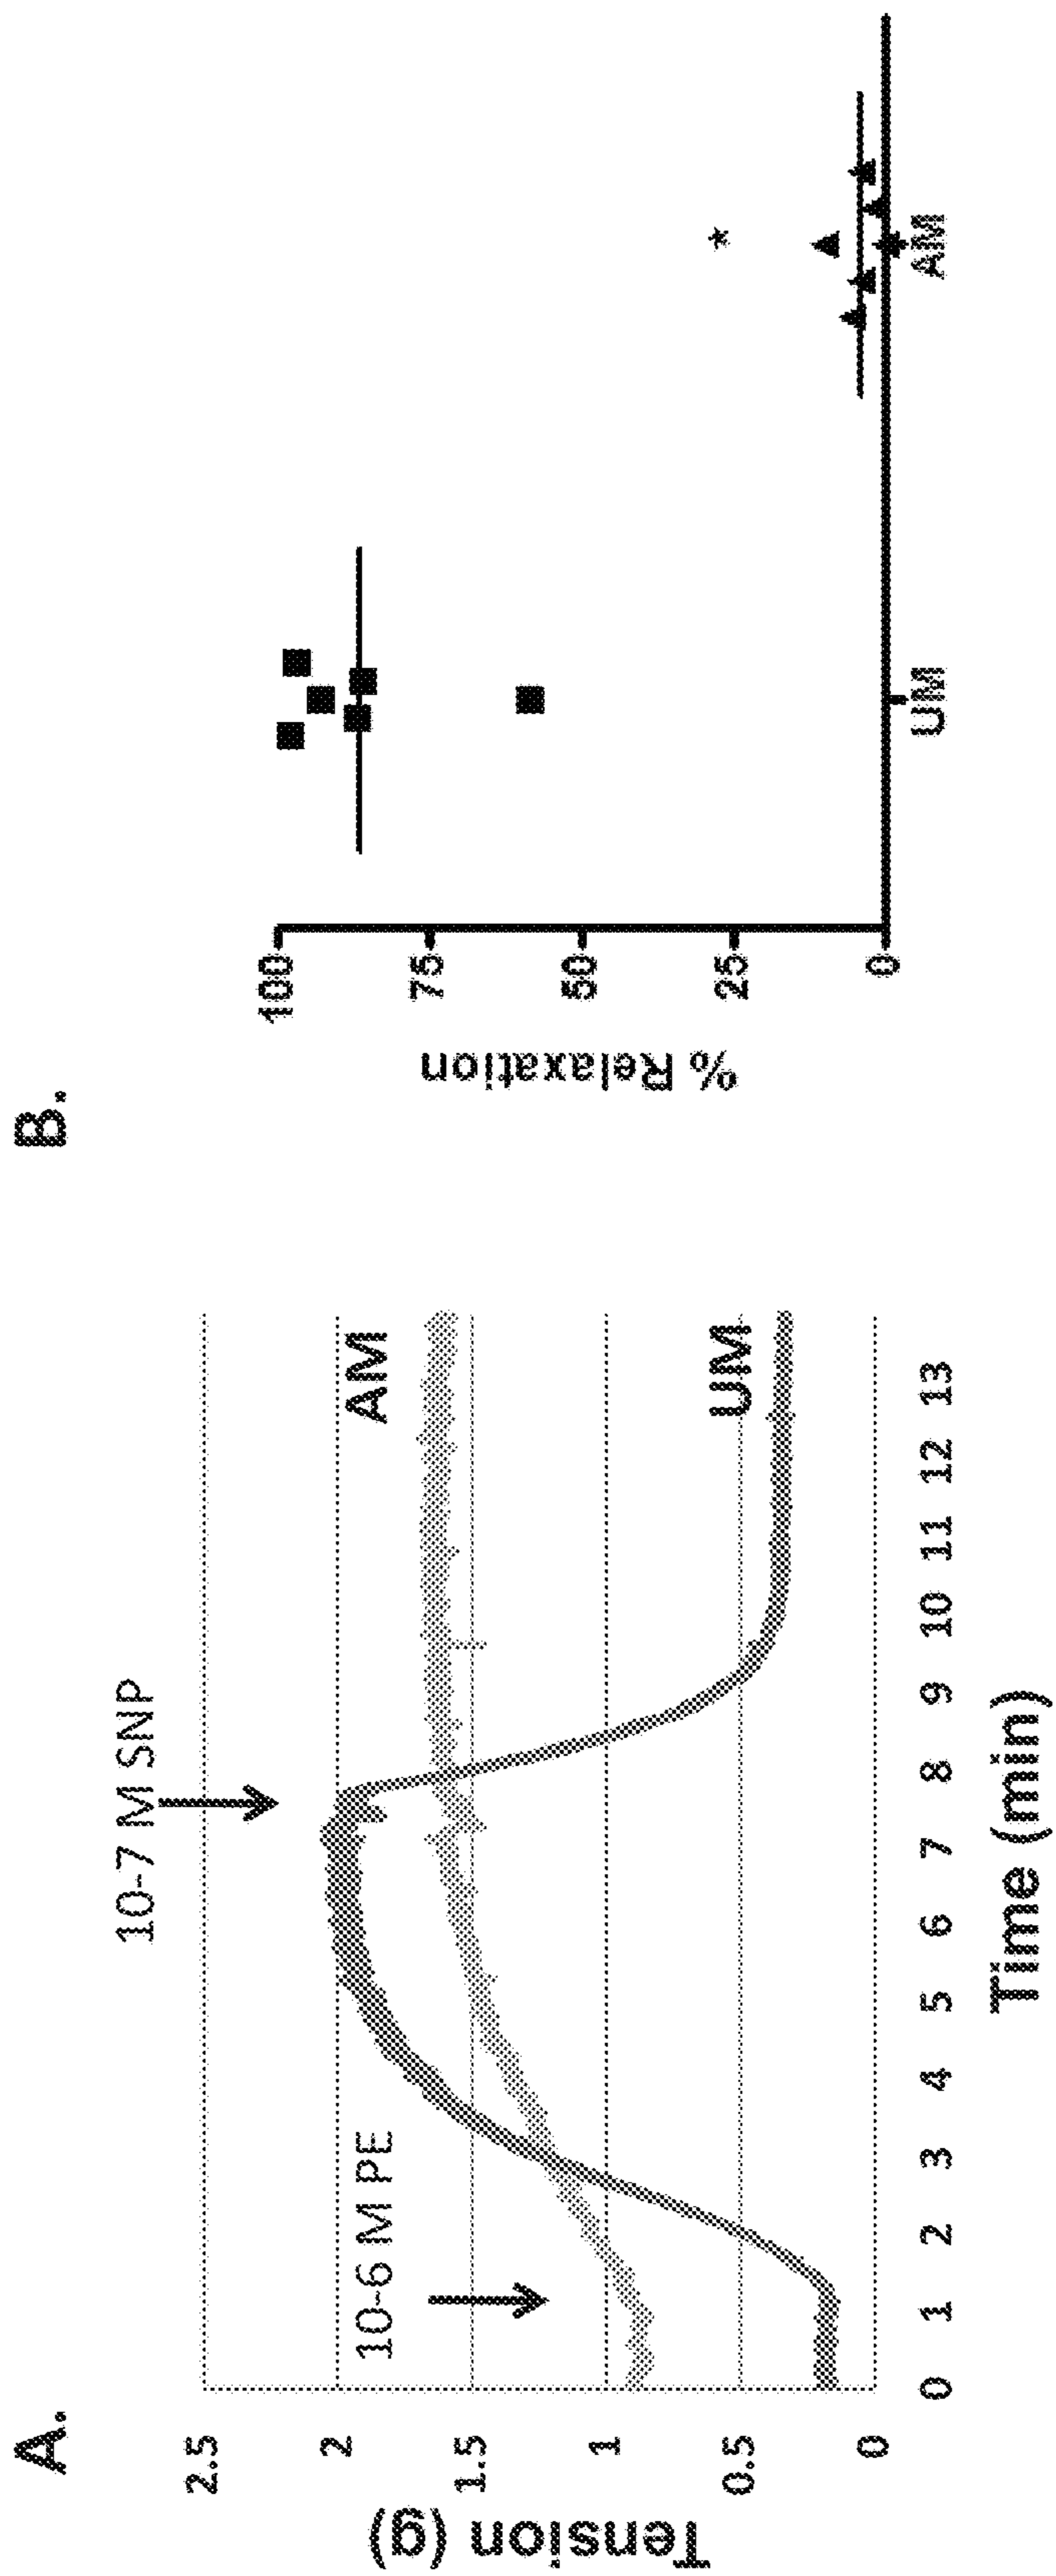 A.
Tension (g)
2.5
2
1.5
1
0.5
0
10-6 M PE
10-7 M SNP
AM
UM
0 1 2 3 4 5 6 7 8 9 10 11 12 13
Time (min)
B.
% Relaxation
100
75
50
25
0
*
UM AM